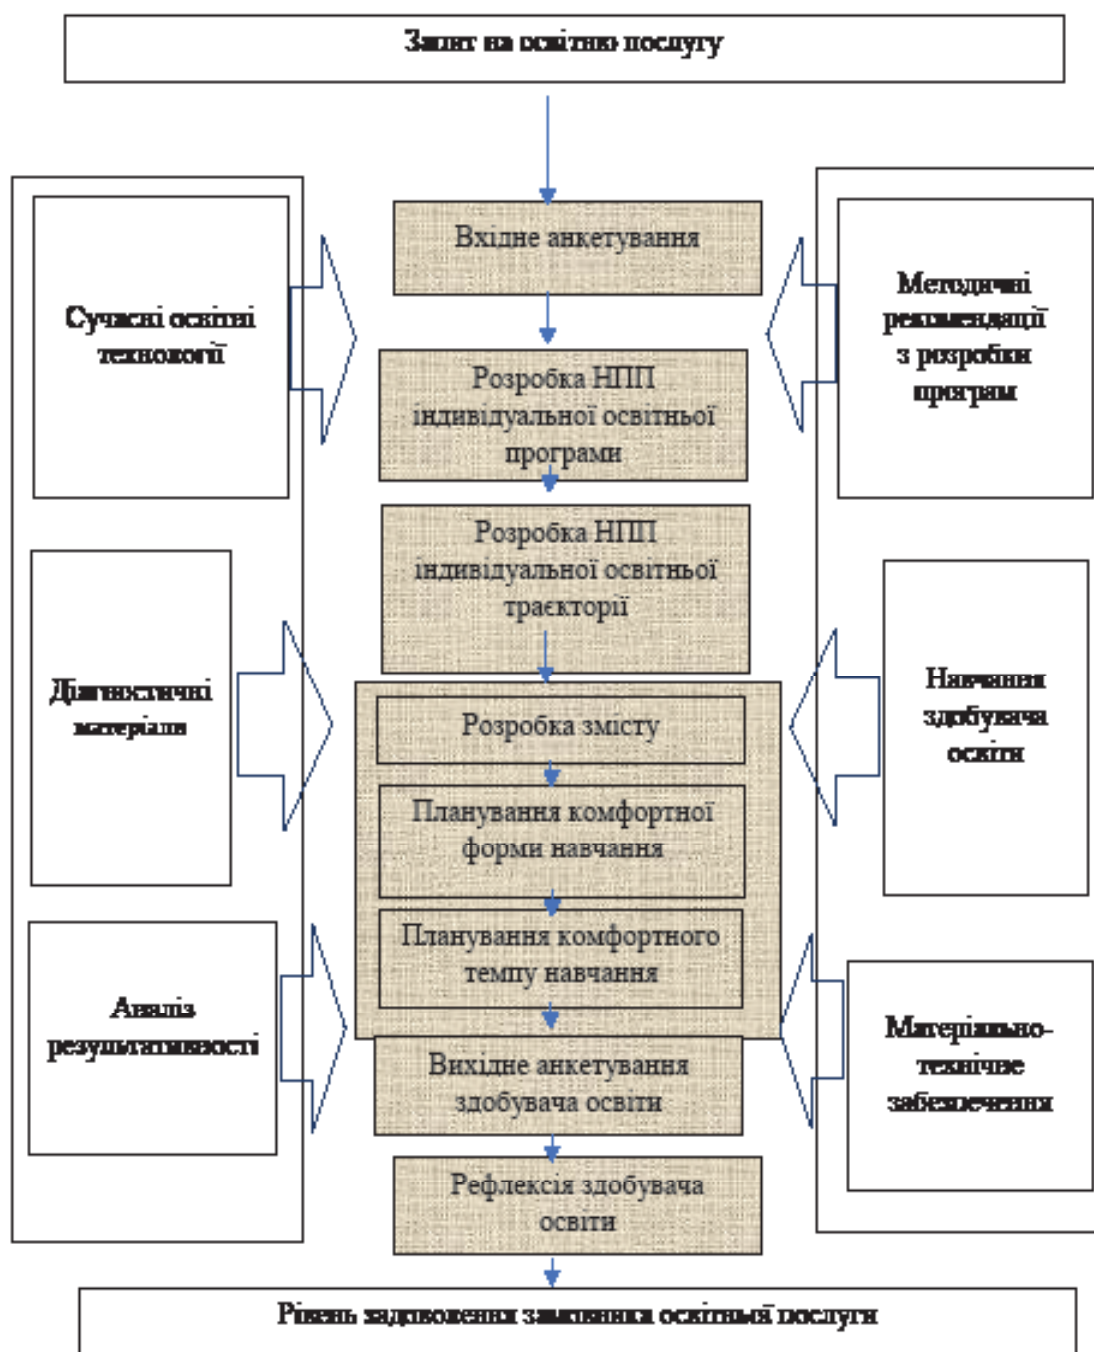 Запит на освітню послугу
Вхідне анкетування
Сучасні освітні
технології
Методичні
рекомендації
з розробки
програм
Розробка НПП
індивідуальної освітньої
програми
Розробка НПП
індивідуальної освітньої
траєкторії
Діагностичні
матеріали
Навчання
здобувача
освіти
Розробка змісту
Планування комфортної
форми навчання
Планування комфортного
темпу навчання
Аналіз
результативності
Матеріально-
технічне
забезпечення
Вихідне анкетування
здобувача освіти
Рефлексія здобувача
освіти
Рівень задоволення замовника освітньої послуги